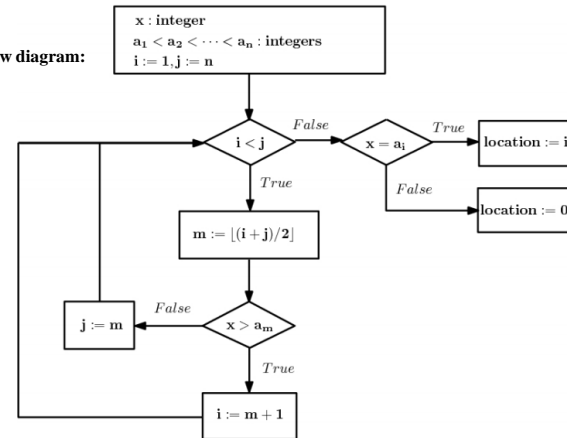 x : integer
a₁ < a₂ < ··· < aₙ : integers
w diagram:
i := 1, j := n
i < j
False
x = aᵢ
True
location := i
True
False
location := 0
m := ⌊(i + j)/2⌋
j := m
False
x > aₘ
True
i := m + 1